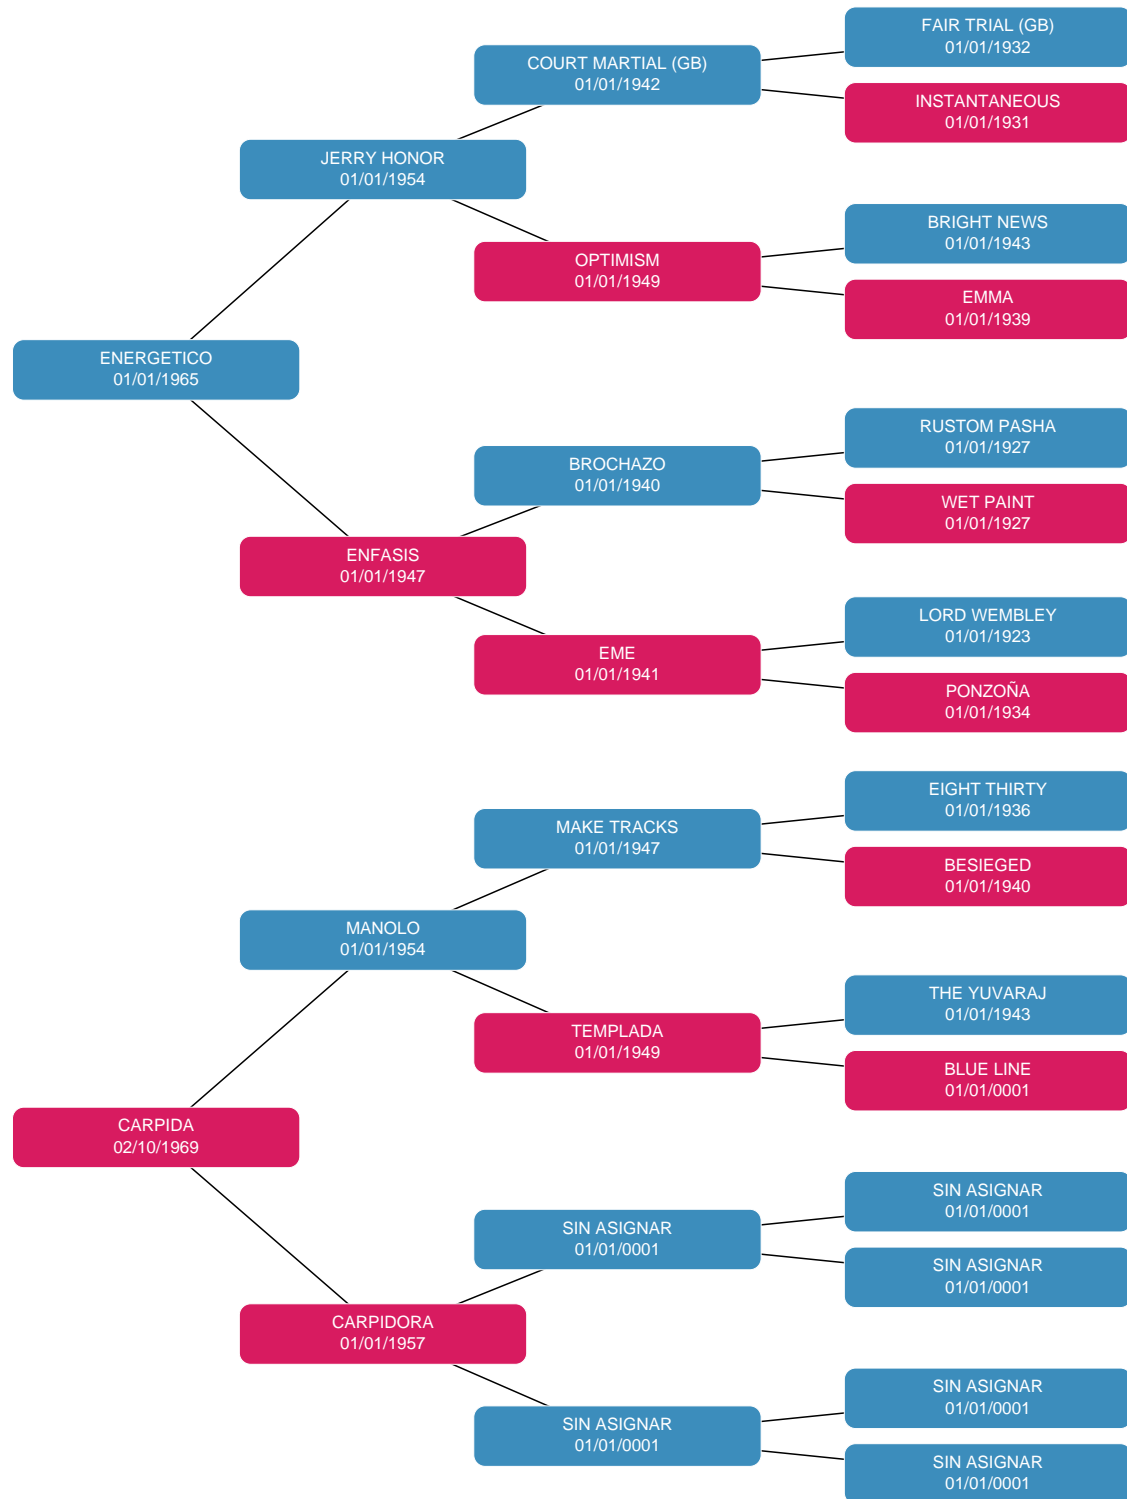 FAIR TRIAL (GB)
01/01/1932
COURT MARTIAL (GB)
01/01/1942
INSTANTANEOUS
01/01/1931
JERRY HONOR
01/01/1954
BRIGHT NEWS
01/01/1943
OPTIMISM
01/01/1949
EMMA
01/01/1939
ENERGETICO
01/01/1965
RUSTOM PASHA
01/01/1927
BROCHAZO
01/01/1940
WET PAINT
01/01/1927
ENFASIS
01/01/1947
LORD WEMBLEY
01/01/1923
EME
01/01/1941
PONZOÑA
01/01/1934
EIGHT THIRTY
01/01/1936
MAKE TRACKS
01/01/1947
BESIEGED
01/01/1940
MANOLO
01/01/1954
THE YUVARAJ
01/01/1943
TEMPLADA
01/01/1949
BLUE LINE
01/01/0001
CARPIDA
02/10/1969
SIN ASIGNAR
01/01/0001
SIN ASIGNAR
01/01/0001
SIN ASIGNAR
01/01/0001
CARPIDORA
01/01/1957
SIN ASIGNAR
01/01/0001
SIN ASIGNAR
01/01/0001
SIN ASIGNAR
01/01/0001